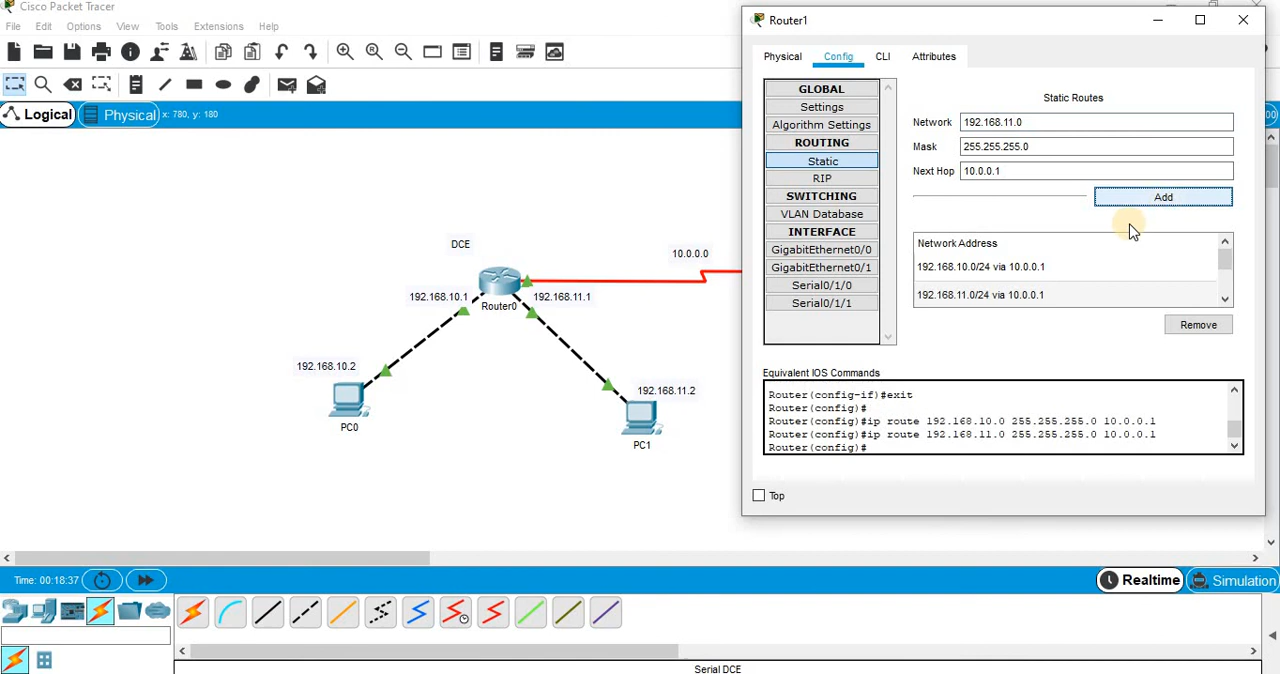 Cisco Packet Tracer
File Edit Options View Tools Extensions Help
Logical Physical x: 780, y: 180
DCE
10.0.0.0
192.168.10.1
192.168.11.1
Router0
192.168.10.2
192.168.11.2
PC0
PC1
Router1
Physical Config CLI Attributes
GLOBAL
Settings
Algorithm Settings
ROUTING
Static
RIP
SWITCHING
VLAN Database
INTERFACE
GigabitEthernet0/0
GigabitEthernet0/1
Serial0/1/0
Serial0/1/1
Static Routes
Network 192.168.11.0
Mask 255.255.255.0
Next Hop 10.0.0.1
Add
Network Address
192.168.10.0/24 via 10.0.0.1
192.168.11.0/24 via 10.0.0.1
Remove
Equivalent IOS Commands
Router(config-if)#exit
Router(config)#
Router(config)#ip route 192.168.10.0 255.255.255.0 10.0.0.1
Router(config)#ip route 192.168.11.0 255.255.255.0 10.0.0.1
Router(config)#
Top
Time: 00:18:37
Realtime Simulation
Serial DCE